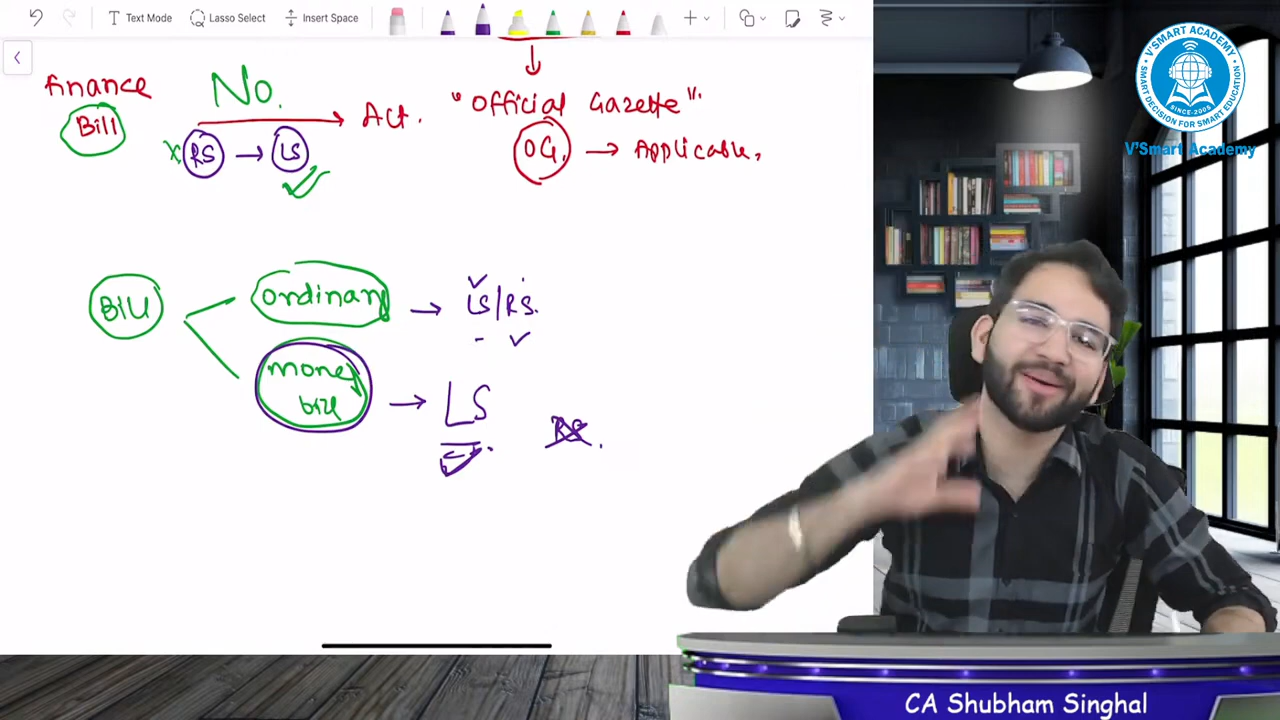 Text Mode
Lasso Select
Insert Space
finance
Bill
No.
Act.
"Official Gazette".
X RS → LS
OG. → Applicable.
Bill
ordinary → LS/RS.
money
bill
→ LS
RS.
V'SMART ACADEMY
SINCE-2008
SMART DECISION FOR SMART EDUCATION
V'Smart Academy
CA Shubham Singhal